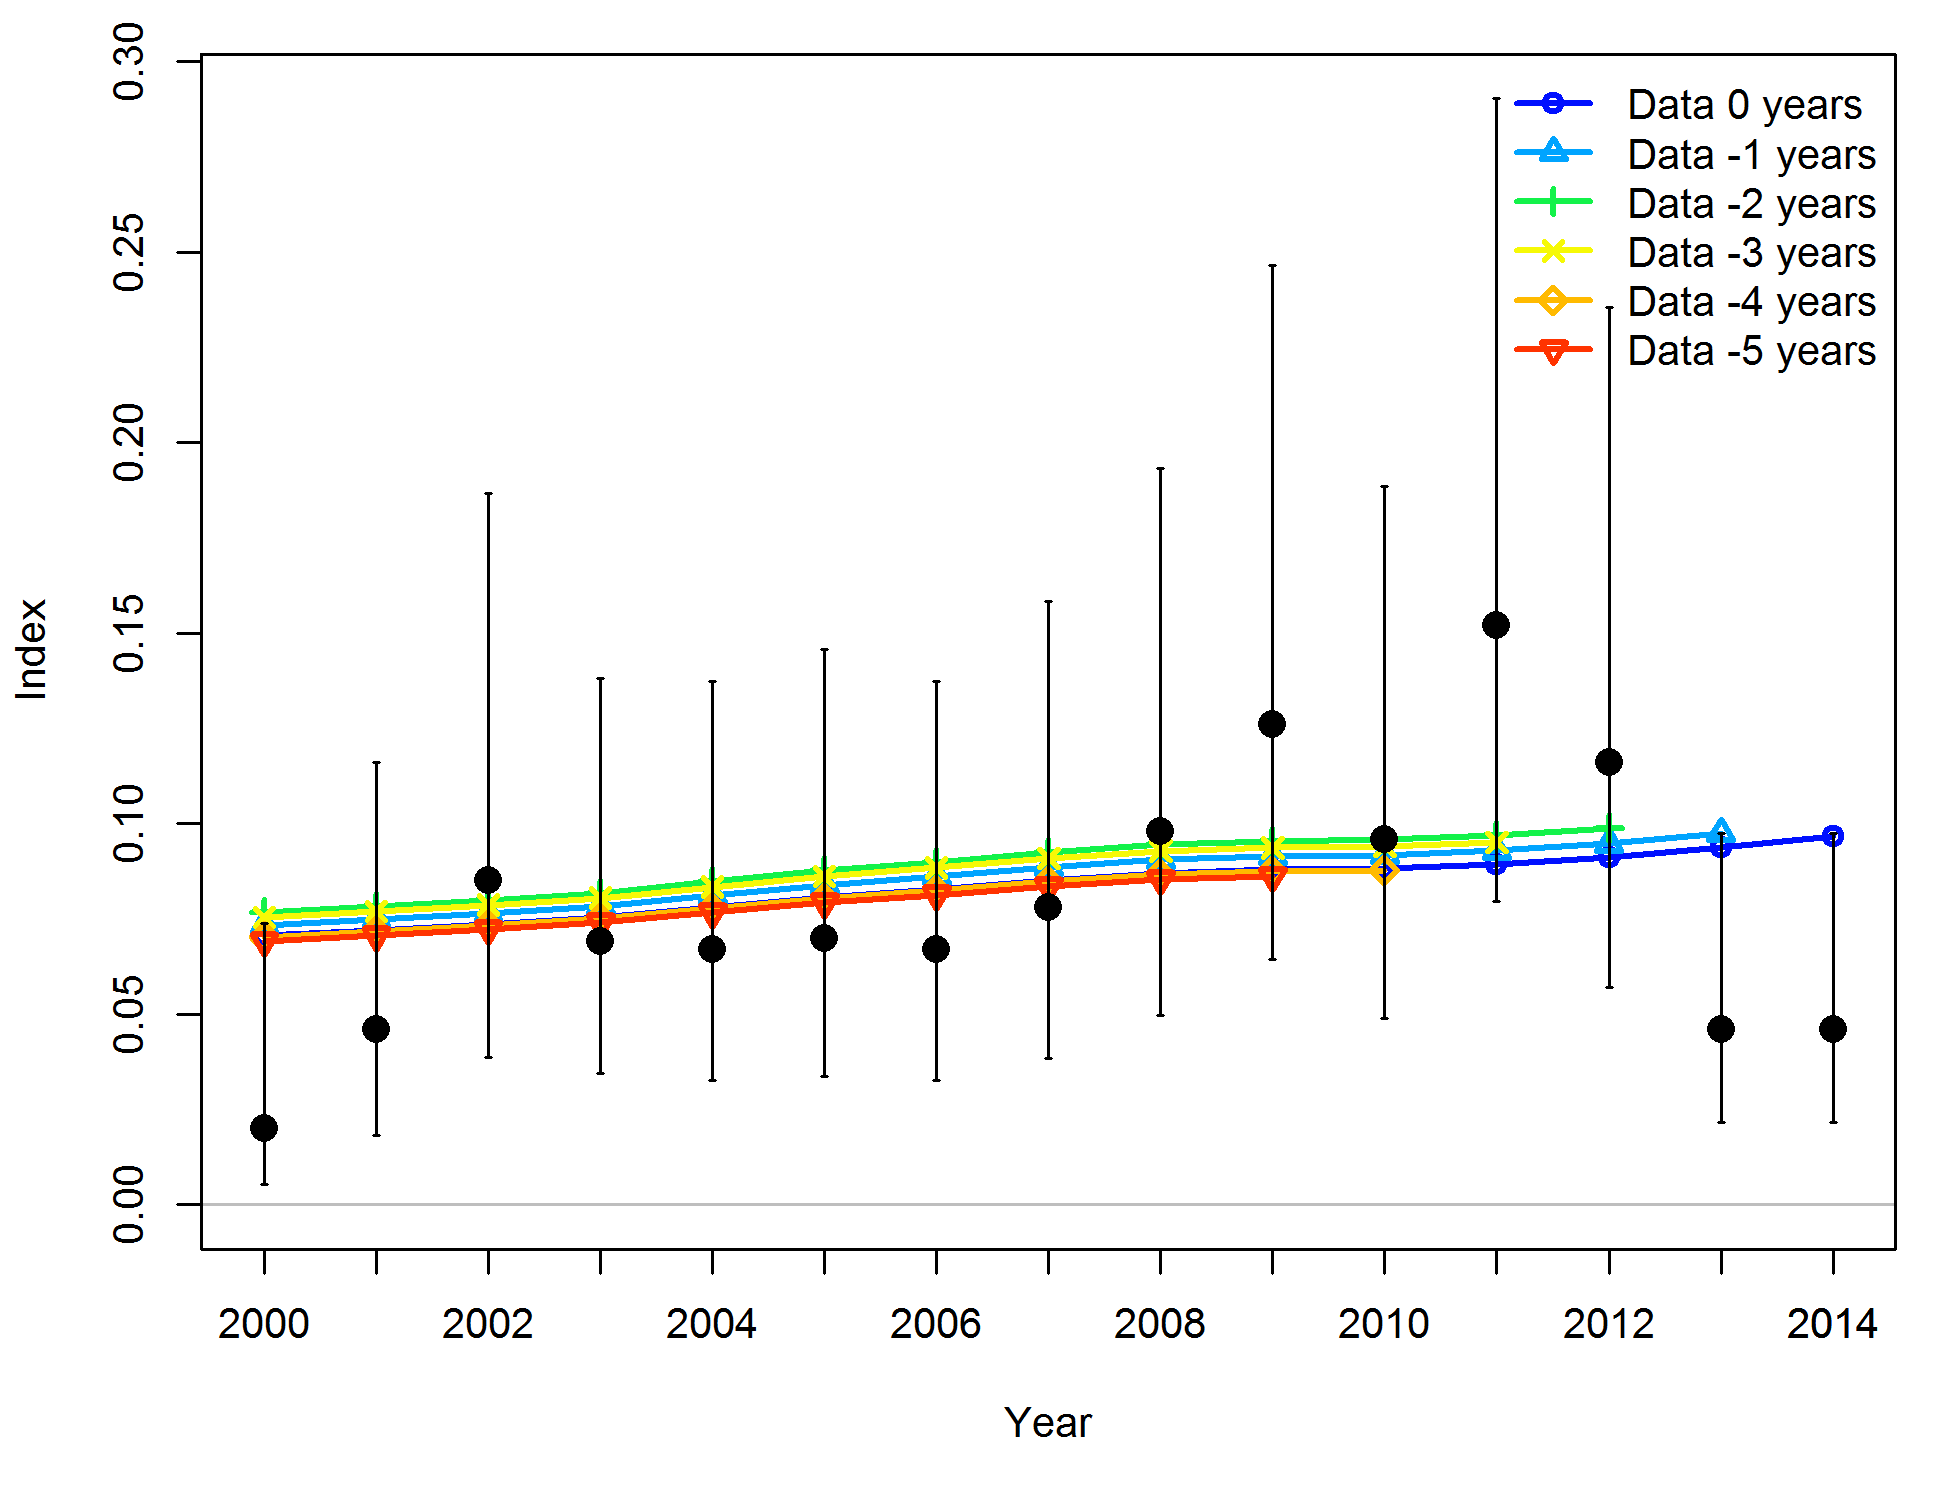 0.30
0.25
0.20
0.15
0.10
0.05
0.00
Index
Data 0 years
Data -1 years
Data -2 years
Data -3 years
Data -4 years
Data -5 years
2000 2002 2004 2006 2008 2010 2012 2014
Year